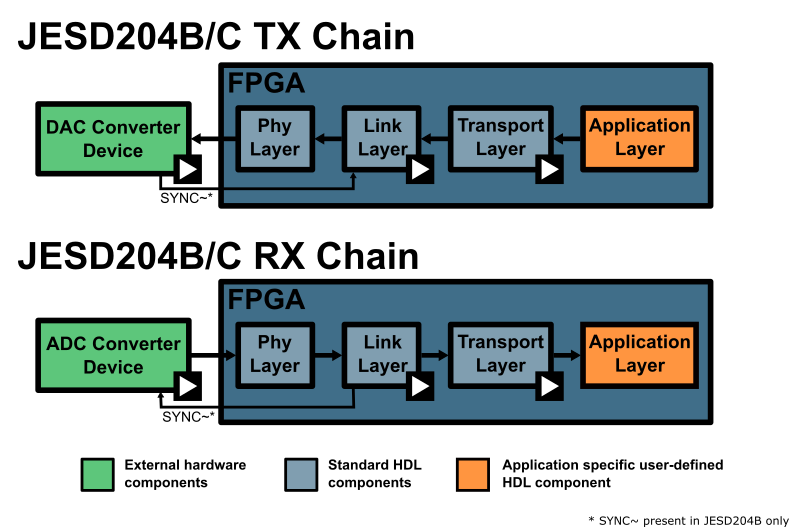 JESD204B/C TX Chain
FPGA
DAC Converter
Device
Phy
Layer
Link
Layer
Transport
Layer
Application
Layer
SYNC~*
JESD204B/C RX Chain
FPGA
ADC Converter
Device
Phy
Layer
Link
Layer
Transport
Layer
Application
Layer
SYNC~*
External hardware
components
Standard HDL
components
Application specific user-defined
HDL component
* SYNC~ present in JESD204B only